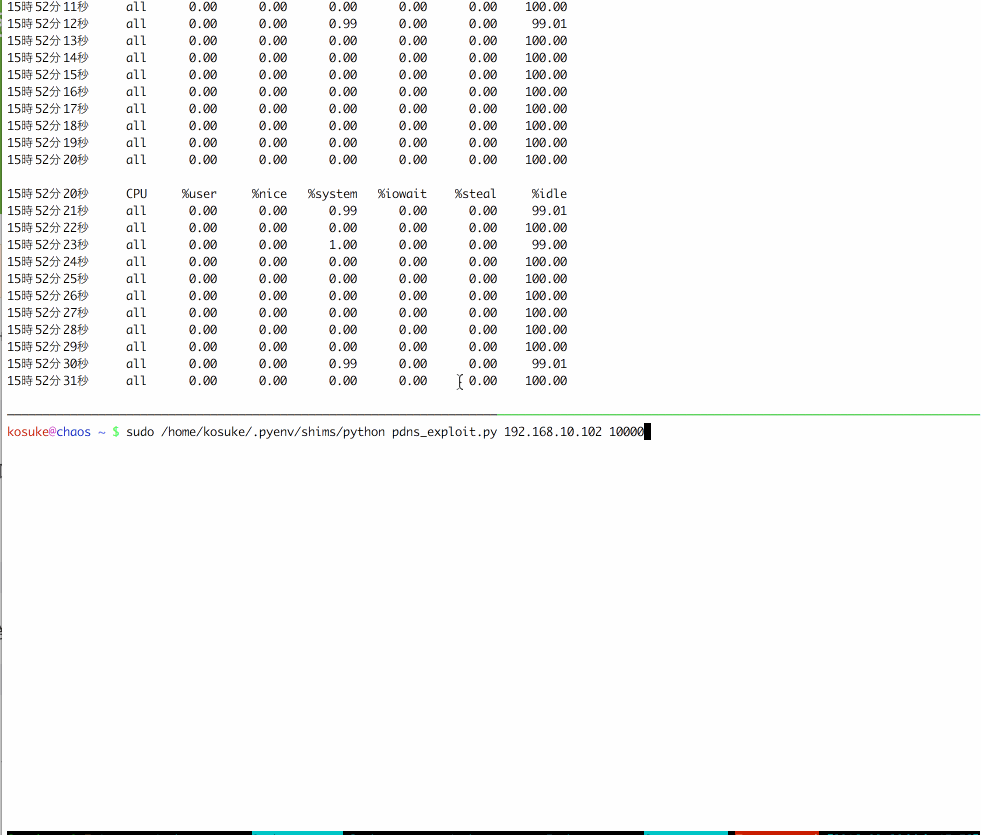 15時52分11秒 all 0.00 0.00 0.00 0.00 0.00 100.00
15時52分12秒 all 0.00 0.00 0.99 0.00 0.00 99.01
15時52分13秒 all 0.00 0.00 0.00 0.00 0.00 100.00
15時52分14秒 all 0.00 0.00 0.00 0.00 0.00 100.00
15時52分15秒 all 0.00 0.00 0.00 0.00 0.00 100.00
15時52分16秒 all 0.00 0.00 0.00 0.00 0.00 100.00
15時52分17秒 all 0.00 0.00 0.00 0.00 0.00 100.00
15時52分18秒 all 0.00 0.00 0.00 0.00 0.00 100.00
15時52分19秒 all 0.00 0.00 0.00 0.00 0.00 100.00
15時52分20秒 all 0.00 0.00 0.00 0.00 0.00 100.00
15時52分20秒 CPU %user %nice %system %iowait %steal %idle
15時52分21秒 all 0.00 0.00 0.99 0.00 0.00 99.01
15時52分22秒 all 0.00 0.00 0.00 0.00 0.00 100.00
15時52分23秒 all 0.00 0.00 1.00 0.00 0.00 99.00
15時52分24秒 all 0.00 0.00 0.00 0.00 0.00 100.00
15時52分25秒 all 0.00 0.00 0.00 0.00 0.00 100.00
15時52分26秒 all 0.00 0.00 0.00 0.00 0.00 100.00
15時52分27秒 all 0.00 0.00 0.00 0.00 0.00 100.00
15時52分28秒 all 0.00 0.00 0.00 0.00 0.00 100.00
15時52分29秒 all 0.00 0.00 0.00 0.00 0.00 100.00
15時52分30秒 all 0.00 0.00 0.99 0.00 0.00 99.01
15時52分31秒 all 0.00 0.00 0.00 0.00 0.00 100.00
kosuke@chaos ~ $ sudo /home/kosuke/.pyenv/shims/python pdns_exploit.py 192.168.10.102 10000